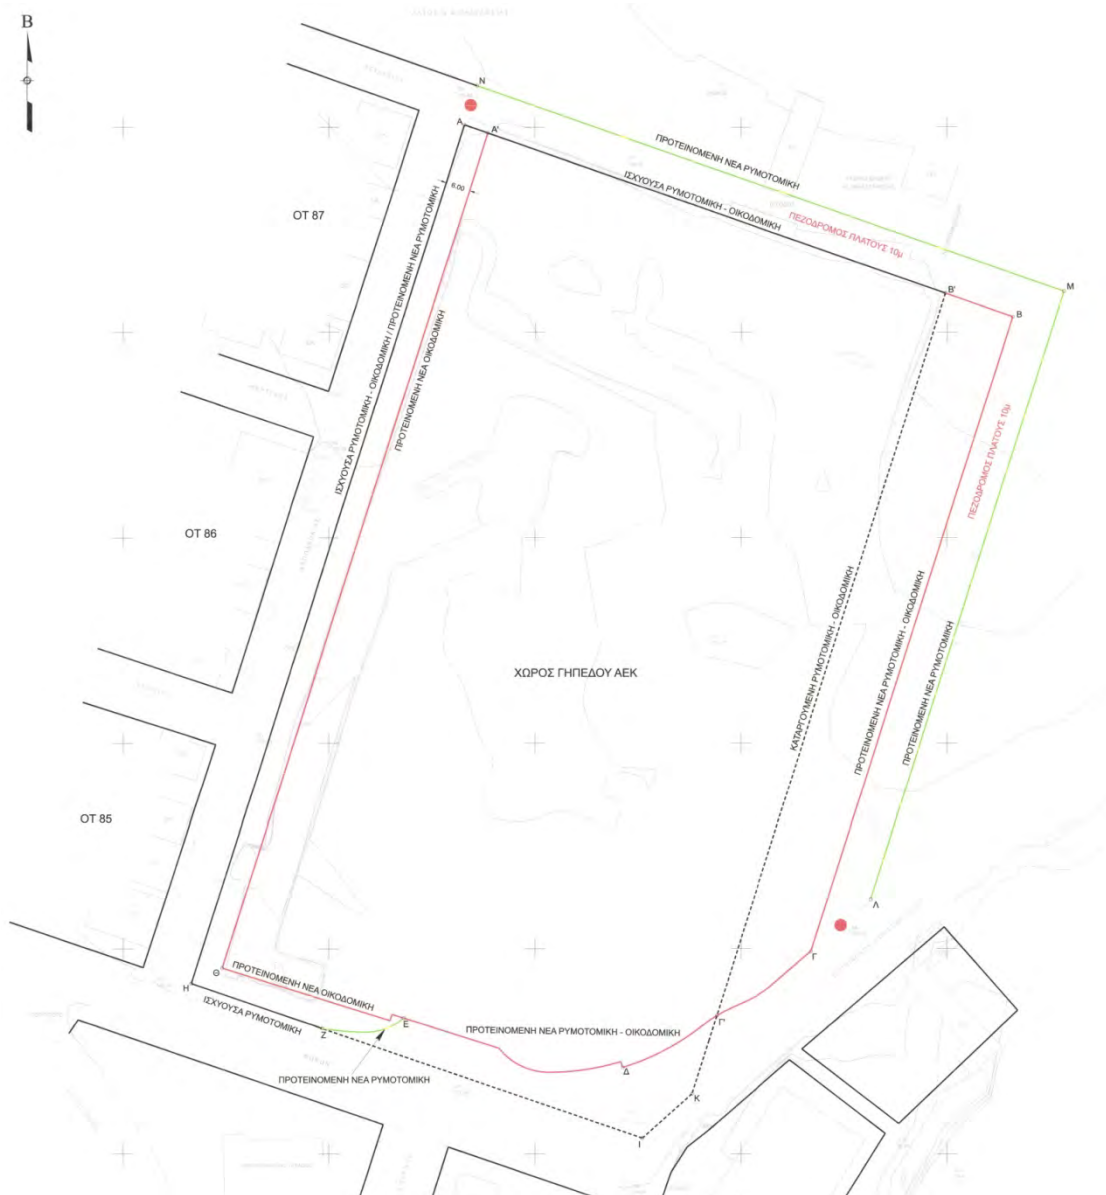 Β
Ν
Α
Α'
6.00
ΟΤ 87
ΠΡΟΤΕΙΝΟΜΕΝΗ ΝΕΑ ΡΥΜΟΤΟΜΙΚΗ
ΙΣΧΥΟΥΣΑ ΡΥΜΟΤΟΜΙΚΗ - ΟΙΚΟΔΟΜΙΚΗ
ΠΕΖΟΔΡΟΜΟΣ ΠΛΑΤΟΥΣ 10μ
Μ
Β'
Β
ΙΣΧΥΟΥΣΑ ΡΥΜΟΤΟΜΙΚΗ - ΟΙΚΟΔΟΜΙΚΗ / ΠΡΟΤΕΙΝΟΜΕΝΗ ΝΕΑ ΡΥΜΟΤΟΜΙΚΗ
ΠΡΟΤΕΙΝΟΜΕΝΗ ΝΕΑ ΟΙΚΟΔΟΜΙΚΗ
ΠΕΖΟΔΡΟΜΟΣ ΠΛΑΤΟΥΣ 10μ
ΟΤ 86
ΚΑΤΑΡΓΟΥΜΕΝΗ ΡΥΜΟΤΟΜΙΚΗ - ΟΙΚΟΔΟΜΙΚΗ
ΠΡΟΤΕΙΝΟΜΕΝΗ ΝΕΑ ΡΥΜΟΤΟΜΙΚΗ - ΟΙΚΟΔΟΜΙΚΗ
ΠΡΟΤΕΙΝΟΜΕΝΗ ΝΕΑ ΡΥΜΟΤΟΜΙΚΗ
ΧΩΡΟΣ ΓΗΠΕΔΟΥ ΑΕΚ
ΟΤ 85
Λ
Γ
Θ
Η
ΠΡΟΤΕΙΝΟΜΕΝΗ ΝΕΑ ΟΙΚΟΔΟΜΙΚΗ
ΙΣΧΥΟΥΣΑ ΡΥΜΟΤΟΜΙΚΗ
Ζ
Ε
ΠΡΟΤΕΙΝΟΜΕΝΗ ΝΕΑ ΡΥΜΟΤΟΜΙΚΗ - ΟΙΚΟΔΟΜΙΚΗ
Γ'
Δ
ΠΡΟΤΕΙΝΟΜΕΝΗ ΝΕΑ ΡΥΜΟΤΟΜΙΚΗ
Κ
Ι